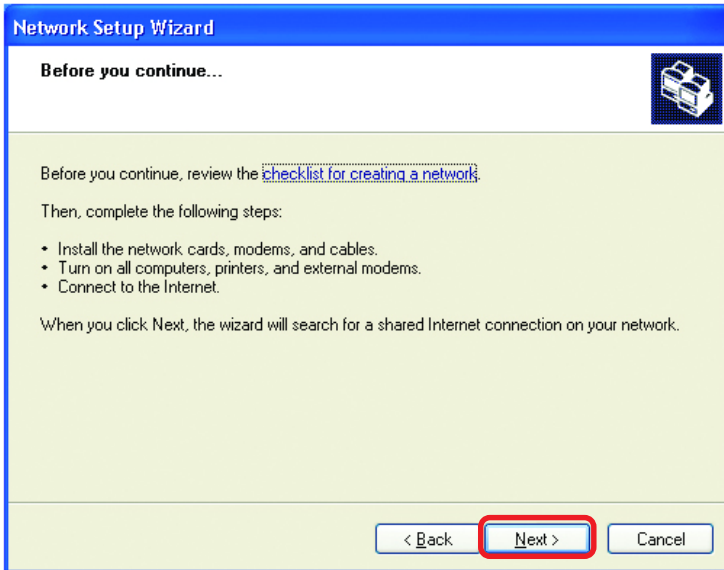 Network Setup Wizard
Before you continue...
Before you continue, review the checklist for creating a network.
Then, complete the following steps:
• Install the network cards, modems, and cables.
• Turn on all computers, printers, and external modems.
• Connect to the Internet.
When you click Next, the wizard will search for a shared Internet connection on your network.
< Back Next > Cancel